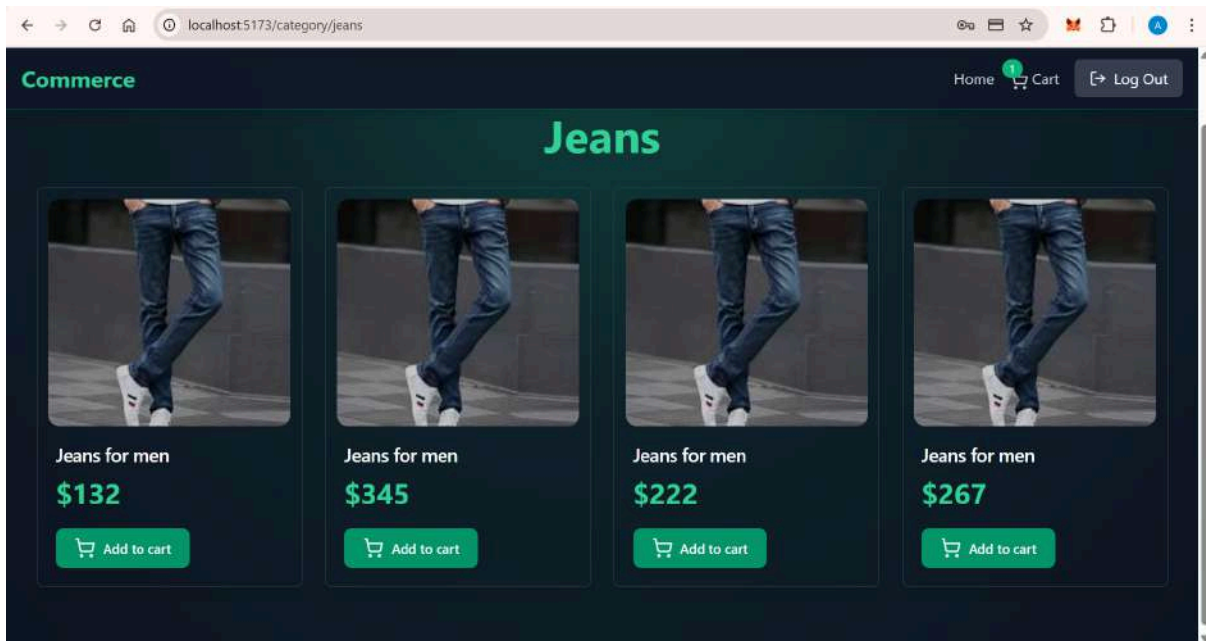 localhost:5173/category/jeans
A
Commerce
Home
1
Cart
Log Out
Jeans
Jeans for men
$132
Add to cart
Jeans for men
$345
Add to cart
Jeans for men
$222
Add to cart
Jeans for men
$267
Add to cart